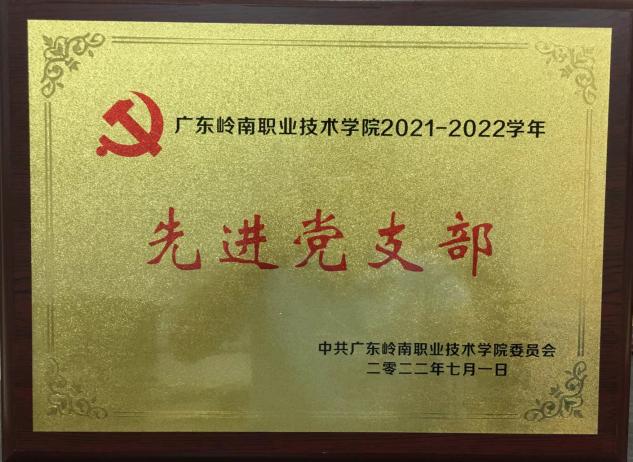 广东岭南职业技术学院2021-2022学年
先进党支部
中共广东岭南职业技术学院委员会
二零二二年七月一日